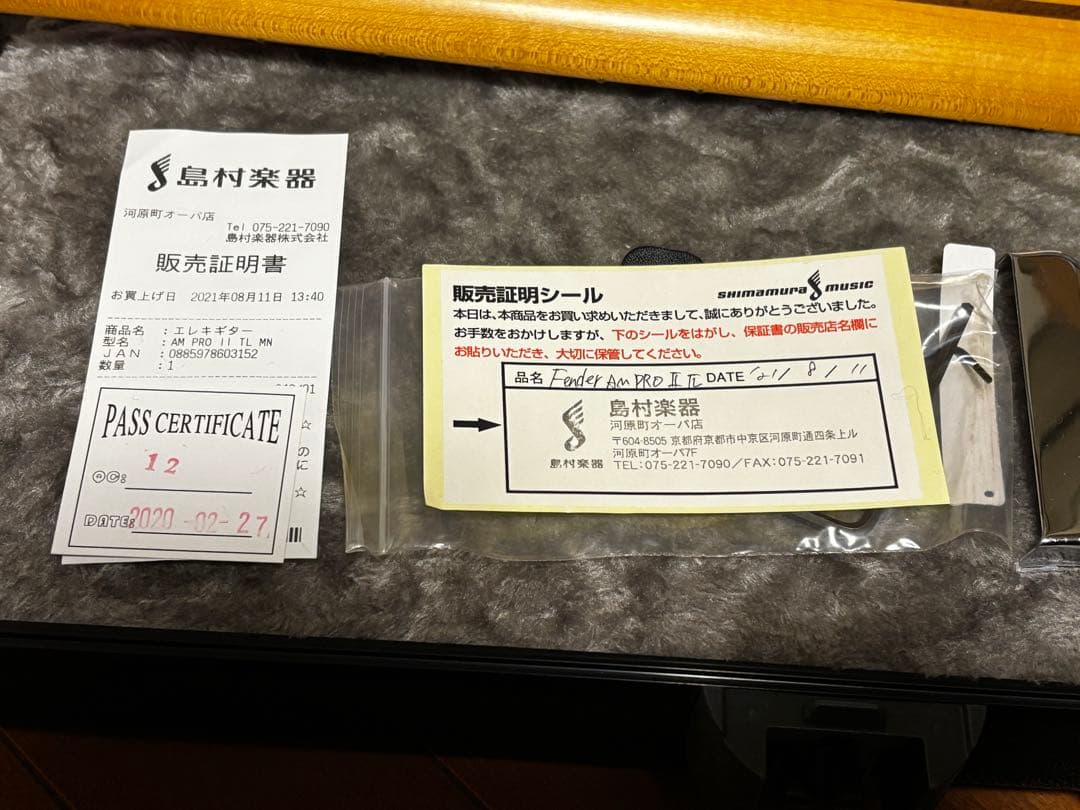 島村楽器
河原町オーパ店
Tel 075-221-7090
島村楽器株式会社
販売証明書
お買上げ日 2021年08月11日 13:40
商品名 :エレキギター
型名 :AM PRO II TL MN
JAN :0885978603152
数量 :1
01
☆
の
に
☆
PASS CERTIFICATE
QC: 12
DATE: 2020-02-27
販売証明シール
SHIMAMURA MUSIC
本日は、本商品をお買い求めいただきまして、誠にありがとうございました。
お手数をおかけしますが、下のシールをはがし、保証書の販売店名欄に
お貼りいただき、大切に保管してください。
品名 Fender Am PRO II TL DATE '21/ 8/ 11
島村楽器
河原町オーパ店
〒604-8505 京都府京都市中京区河原町通四条上ル
河原町オーパ7F
TEL:075-221-7090/FAX:075-221-7091
島村楽器